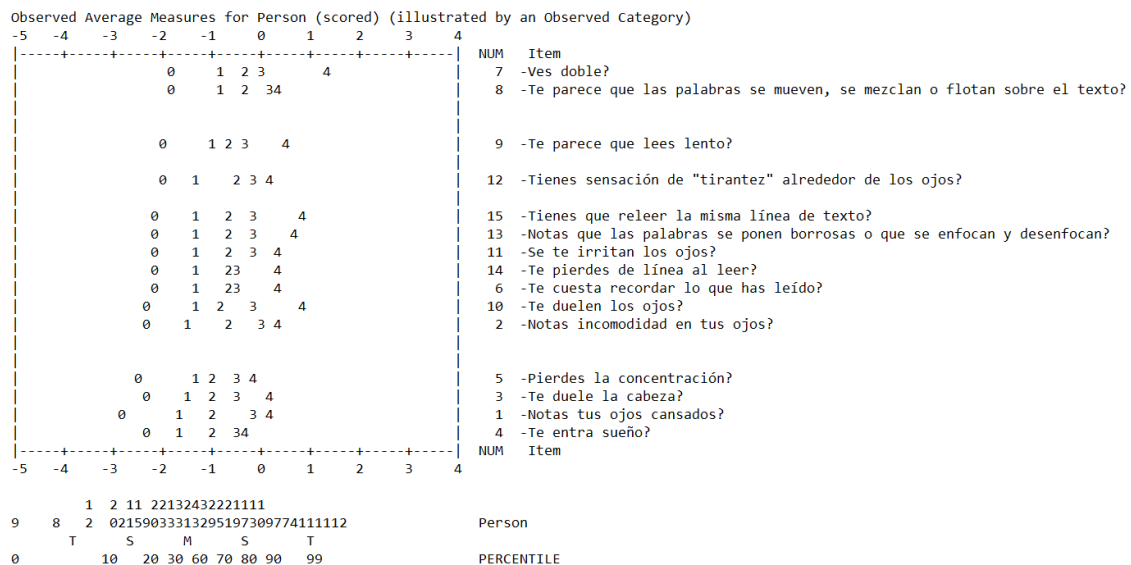 Observed Average Measures for Person (scored) (illustrated by an Observed Category)
-5   -4    -3    -2    -1     0     1     2     3     4
|-----+-----+-----+-----+-----+-----+-----+-----+-----|  NUM   Item
|                  0     1  2 3       4               |    7  -Ves doble?
|                  0     1  2  34                     |    8  -Te parece que las palabras se mueven, se mezclan o flotan sobre el texto?
|                                                     |
|                                                     |
|                 0     1 2 3    4                    |    9  -Te parece que lees lento?
|                                                     |
|                 0   1    2 3 4                      |   12  -Tienes sensación de "tirantez" alrededor de los ojos?
|                                                     |
|                0    1   2  3     4                  |   15  -Tienes que releer la misma línea de texto?
|                0    1   2  3    4                   |   13  -Notas que las palabras se ponen borrosas o que se enfocan y desenfocan?
|                0    1   2  3  4                     |   11  -Se te irritan los ojos?
|                0    1   23    4                     |   14  -Te pierdes de línea al leer?
|                0    1   23    4                     |    6  -Te cuesta recordar lo que has leído?
|               0     1  2   3     4                  |   10  -Te duelen los ojos?
|               0    1    2   3 4                     |    2  -Notas incomodidad en tus ojos?
|                                                     |
|                                                     |
|              0      1 2  3 4                        |    5  -Pierdes la concentración?
|               0    1  2  3   4                      |    3  -Te duele la cabeza?
|            0      1   2    3 4                      |    1  -Notas tus ojos cansados?
|               0   1   2  34                         |    4  -Te entra sueño?
|-----+-----+-----+-----+-----+-----+-----+-----+-----|  NUM   Item
-5   -4    -3    -2    -1     0     1     2     3     4
         1  2 11 22132432221111
9    8   2  02159033313295197309774111112                Person
       T      S      M      S       T
0          10   20 30 60 70 80 90   99                   PERCENTILE